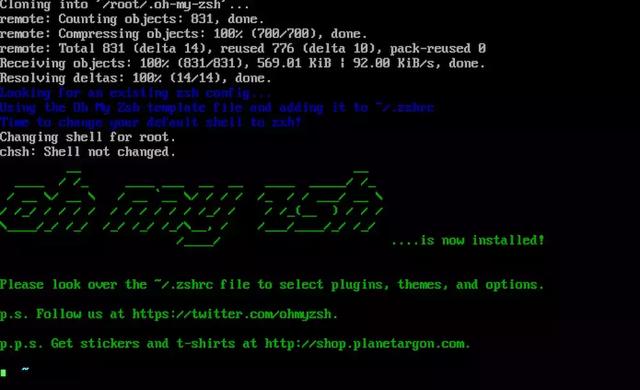 Cloning into '/root/.oh-my-zsh'...
remote: Counting objects: 831, done.
remote: Compressing objects: 100% (700/700), done.
remote: Total 831 (delta 14), reused 776 (delta 10), pack-reused 0
Receiving objects: 100% (831/831), 569.01 KiB ¦ 92.00 KiB/s, done.
Resolving deltas: 100% (14/14), done.
Looking for an existing zsh config...
Using the Oh My Zsh template file and adding it to ~/.zshrc
Time to change your default shell to zsh!
Changing shell for root.
chsh: Shell not changed.
oh my zsh
....is now installed!
Please look over the ~/.zshrc file to select plugins, themes, and options.
p.s. Follow us at https://twitter.com/ohmyzsh.
p.p.s. Get stickers and t-shirts at http://shop.planetargon.com.
~